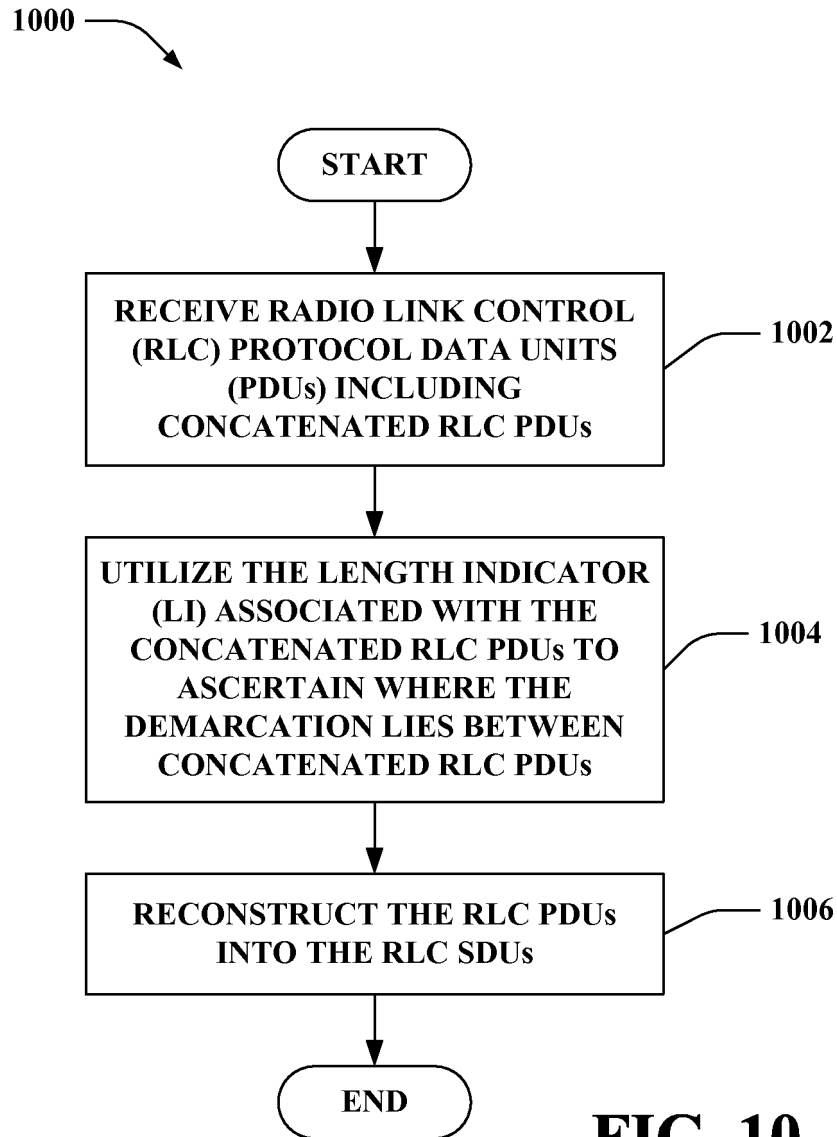 1000
START
RECEIVE RADIO LINK CONTROL
(RLC) PROTOCOL DATA UNITS
(PDUs) INCLUDING
CONCATENATED RLC PDUs
1002
UTILIZE THE LENGTH INDICATOR
(LI) ASSOCIATED WITH THE
CONCATENATED RLC PDUs TO
ASCERTAIN WHERE THE
DEMARCATION LIES BETWEEN
CONCATENATED RLC PDUs
1004
RECONSTRUCT THE RLC PDUs
INTO THE RLC SDUs
1006
END
FIG. 10